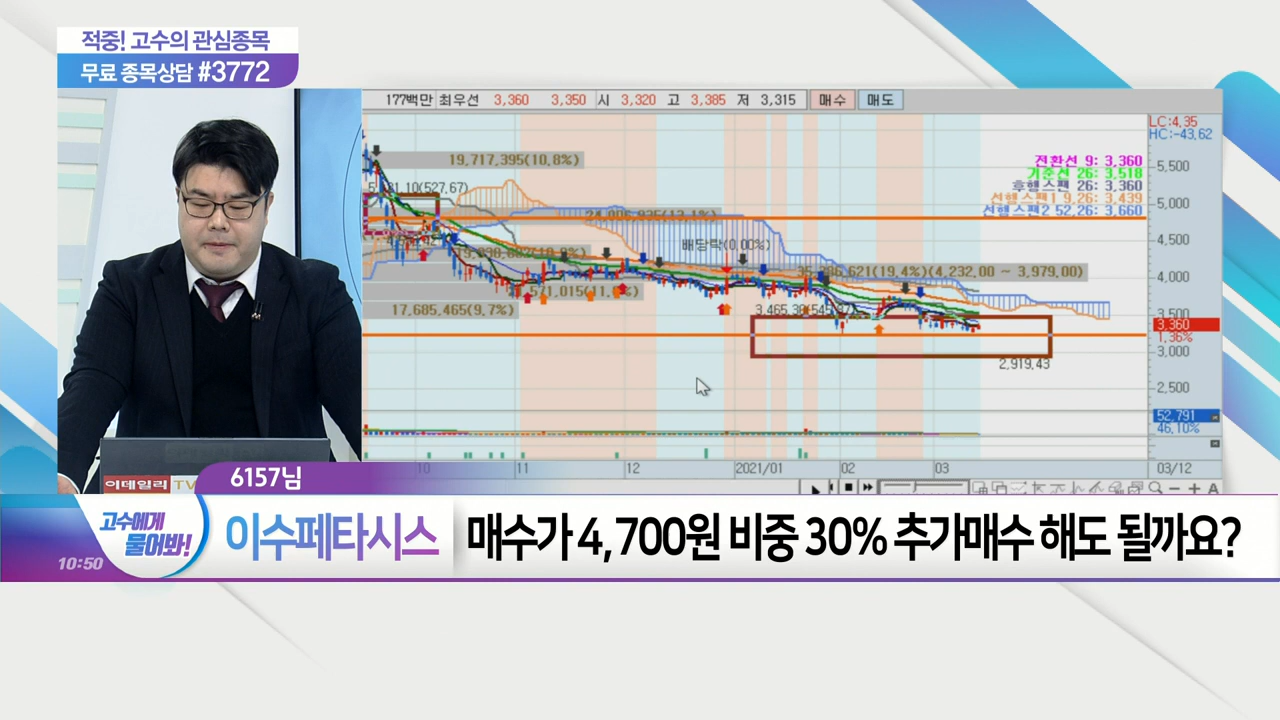 적중! 고수의 관심종목
무료 종목상담 #3772
177백만 최우선 3,360 3,350 시 3,320 고 3,385 저 3,315 매수 매도
LC:4.35
HC:-43.62
19,717,395(10.8%)
전환선 9: 3,360
기준선 26: 3,518
후행스팬 26: 3,360
선행스팬1 9,26: 3,439
선행스팬2 52,26: 3,660
배당락(0.00%)
(19.4%)(4,232.00 ~ 3,979.00)
17,685,465(9.7%)
2,919.43
5,500
5,000
4,500
4,000
3,500
3,360
1.36%
3,000
2,500
52,791
46.10%
10 11 12 2021/01 02 03 03/12
이데일리 TV
6157님
고수에게
물어봐!
10:50
이수페타시스 매수가 4,700원 비중 30% 추가매수 해도 될까요?